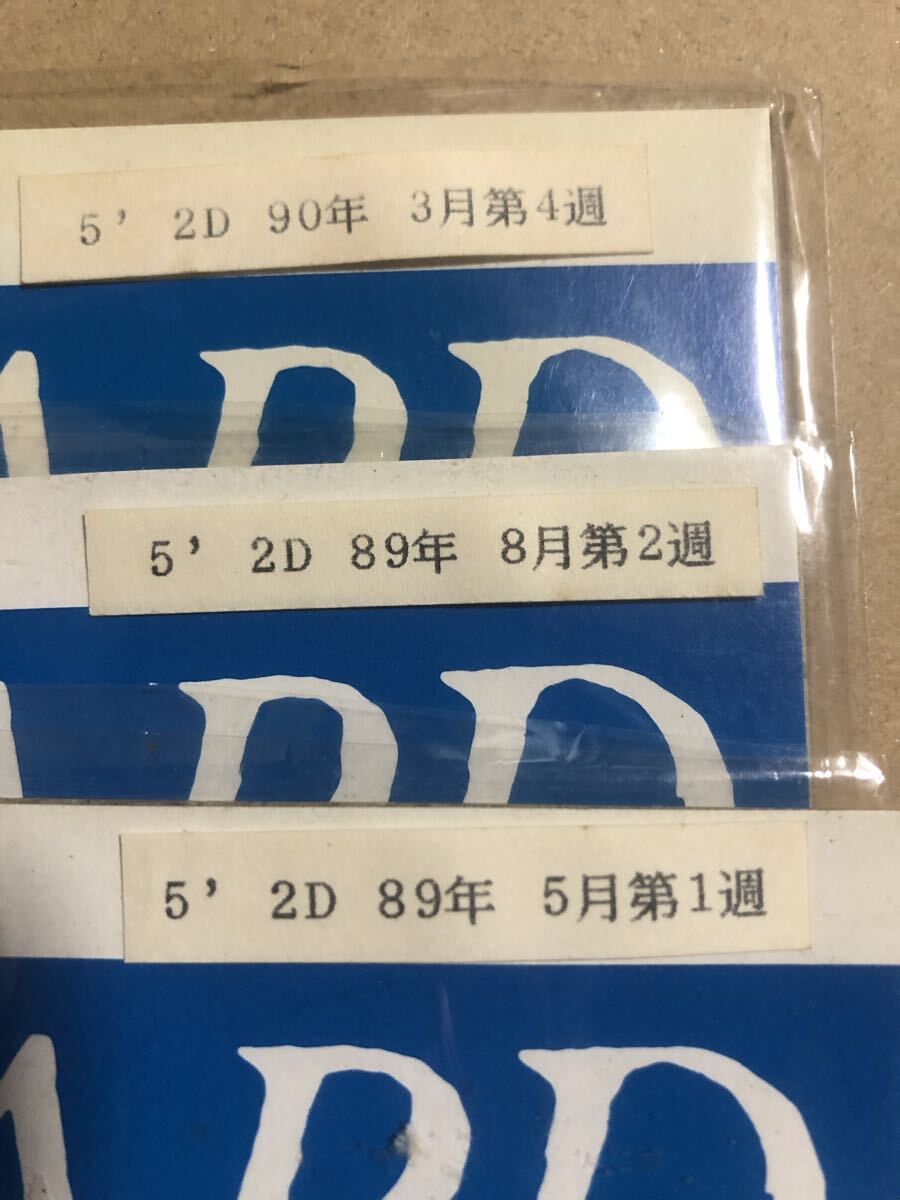 5’ 2D 90年 3月第4週
5’ 2D 89年 8月第2週
5’ 2D 89年 5月第1週